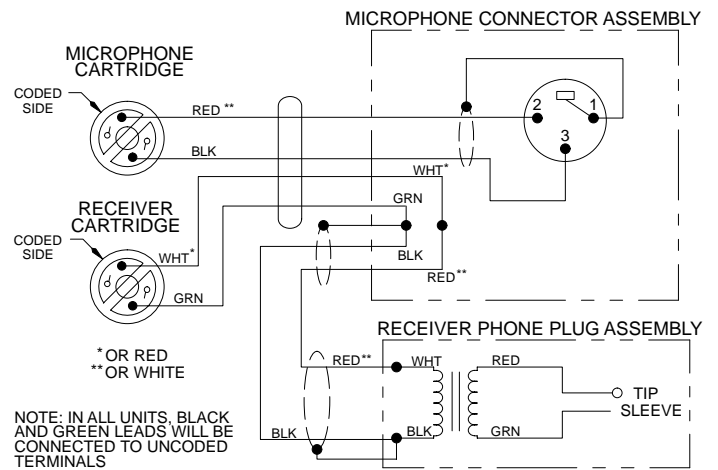 MICROPHONE CONNECTOR ASSEMBLY
MICROPHONE
CARTRIDGE
CODED
SIDE
RED **
BLK
2
1
3
WHT*
GRN
RECEIVER
CARTRIDGE
CODED
SIDE
WHT*
GRN
BLK
RED**
RECEIVER PHONE PLUG ASSEMBLY
*OR RED
**OR WHITE
RED**
WHT
RED
TIP
SLEEVE
BLK
BLK
GRN
NOTE: IN ALL UNITS, BLACK
AND GREEN LEADS WILL BE
CONNECTED TO UNCODED
TERMINALS